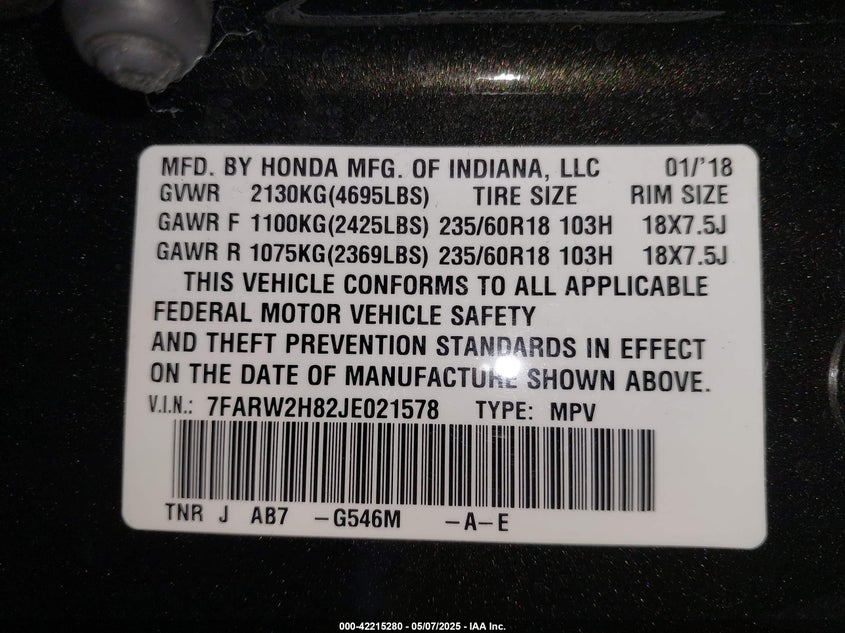 MFD. BY HONDA MFG. OF INDIANA, LLC 01/'18
GVWR 2130KG(4695LBS) TIRE SIZE RIM SIZE
GAWR F 1100KG(2425LBS) 235/60R18 103H 18X7.5J
GAWR R 1075KG(2369LBS) 235/60R18 103H 18X7.5J
THIS VEHICLE CONFORMS TO ALL APPLICABLE
FEDERAL MOTOR VEHICLE SAFETY
AND THEFT PREVENTION STANDARDS IN EFFECT
ON THE DATE OF MANUFACTURE SHOWN ABOVE.
V.I.N.: 7FARW2H82JE021578 TYPE: MPV
TNR J AB7 -G546M -A-E
000-42215280 - 05/07/2025 - IAA Inc.